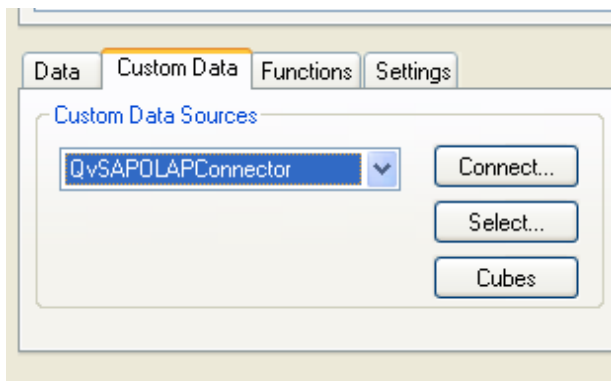 Data Custom Data Functions Settings
Custom Data Sources
QvSAPOLAPConnector Connect...
Select...
Cubes